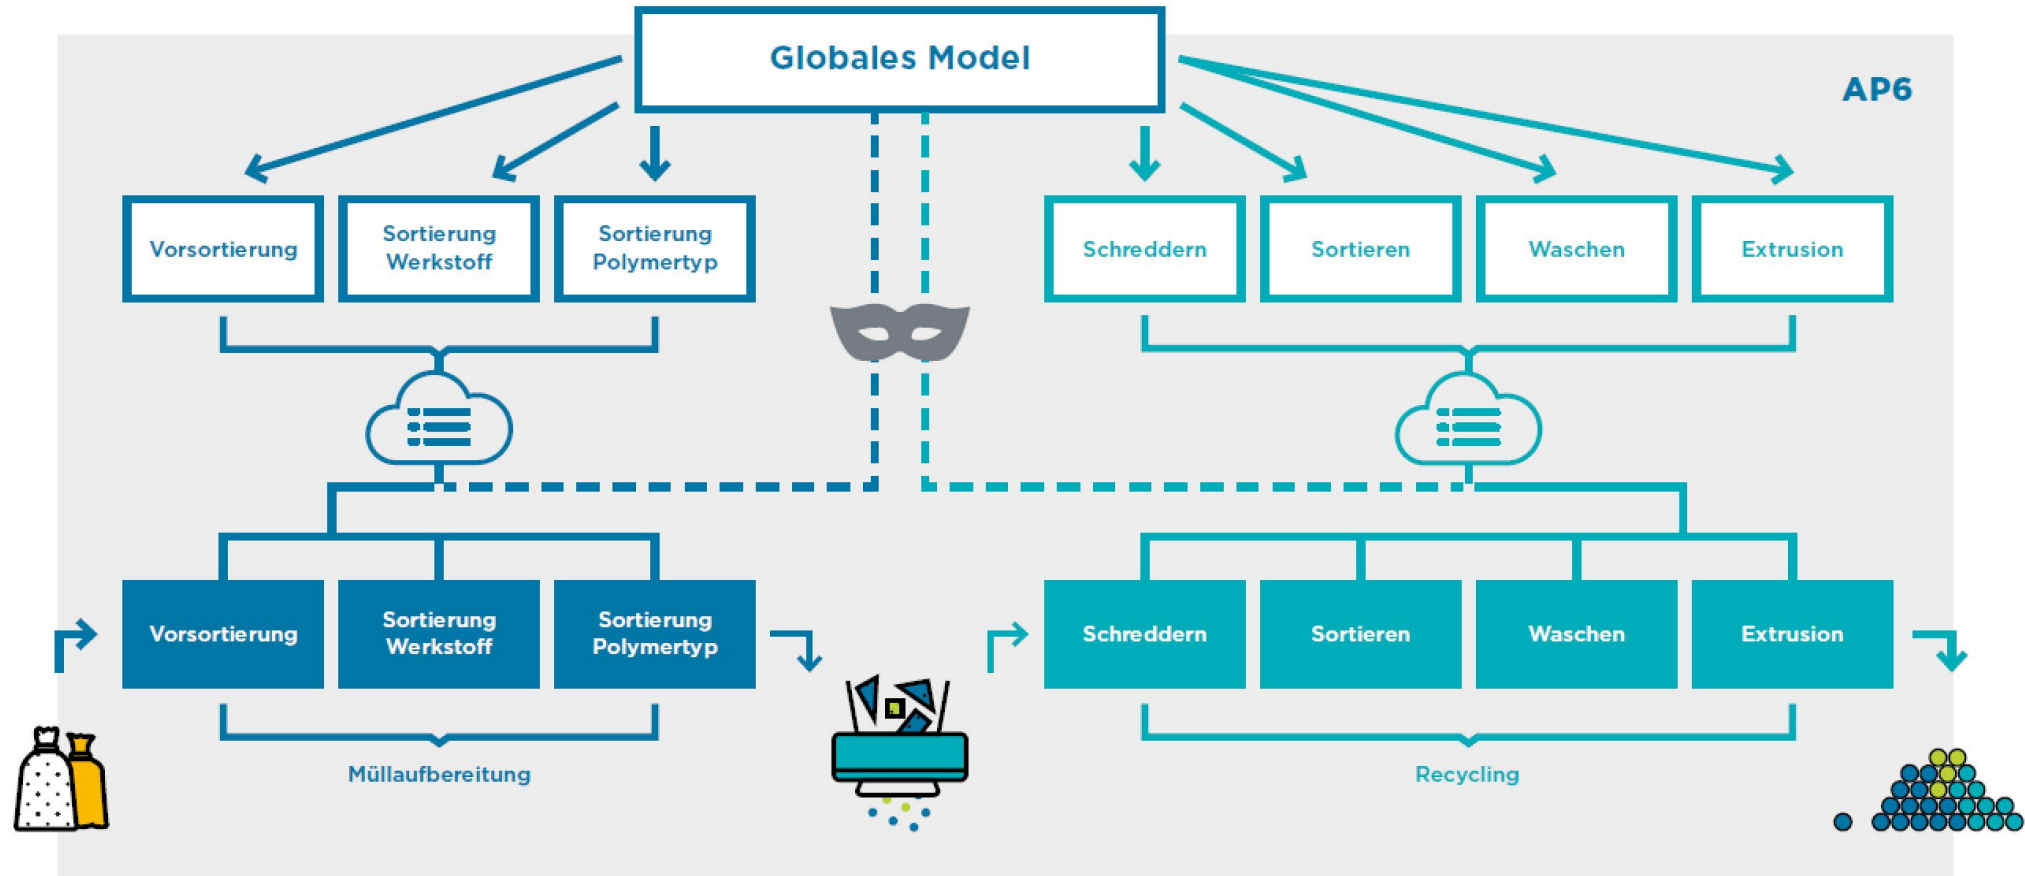 Globales Model
AP6
Vorsortierung
Sortierung
Werkstoff
Sortierung
Polymertyp
Schreddern
Sortieren
Waschen
Extrusion
Vorsortierung
Sortierung
Werkstoff
Sortierung
Polymertyp
Schreddern
Sortieren
Waschen
Extrusion
Müllaufbereitung
Recycling